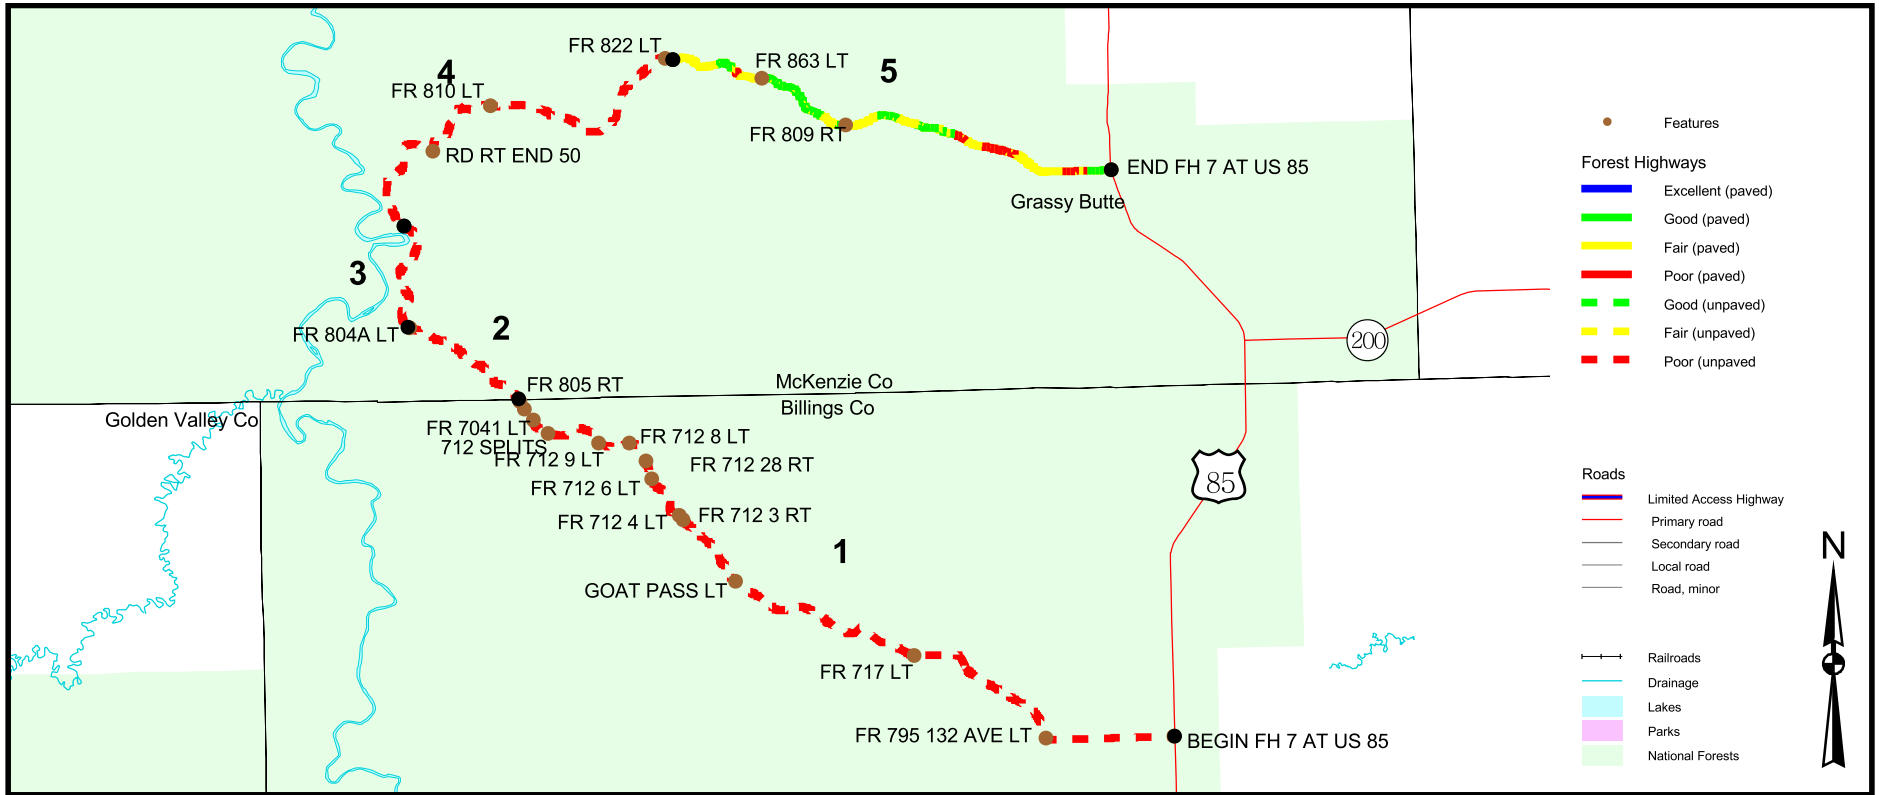 FR 822 LT
FR 863 LT
5
4
FR 810 LT
FR 809 RT
RD RT END 50
END FH 7 AT US 85
Grassy Butte
3
2
FR 804A LT
200
McKenzie Co
FR 805 RT
Billings Co
Golden Valley Co
FR 7041 LT
712 SPLITS
FR 712 9 LT
FR 712 8 LT
FR 712 28 RT
FR 712 6 LT
85
FR 712 4 LT
FR 712 3 RT
1
GOAT PASS LT
FR 717 LT
FR 795 132 AVE LT
BEGIN FH 7 AT US 85
Features
Forest Highways
Excellent (paved)
Good (paved)
Fair (paved)
Poor (paved)
Good (unpaved)
Fair (unpaved)
Poor (unpaved
Roads
Limited Access Highway
Primary road
Secondary road
Local road
Road, minor
Railroads
Drainage
Lakes
Parks
National Forests
N